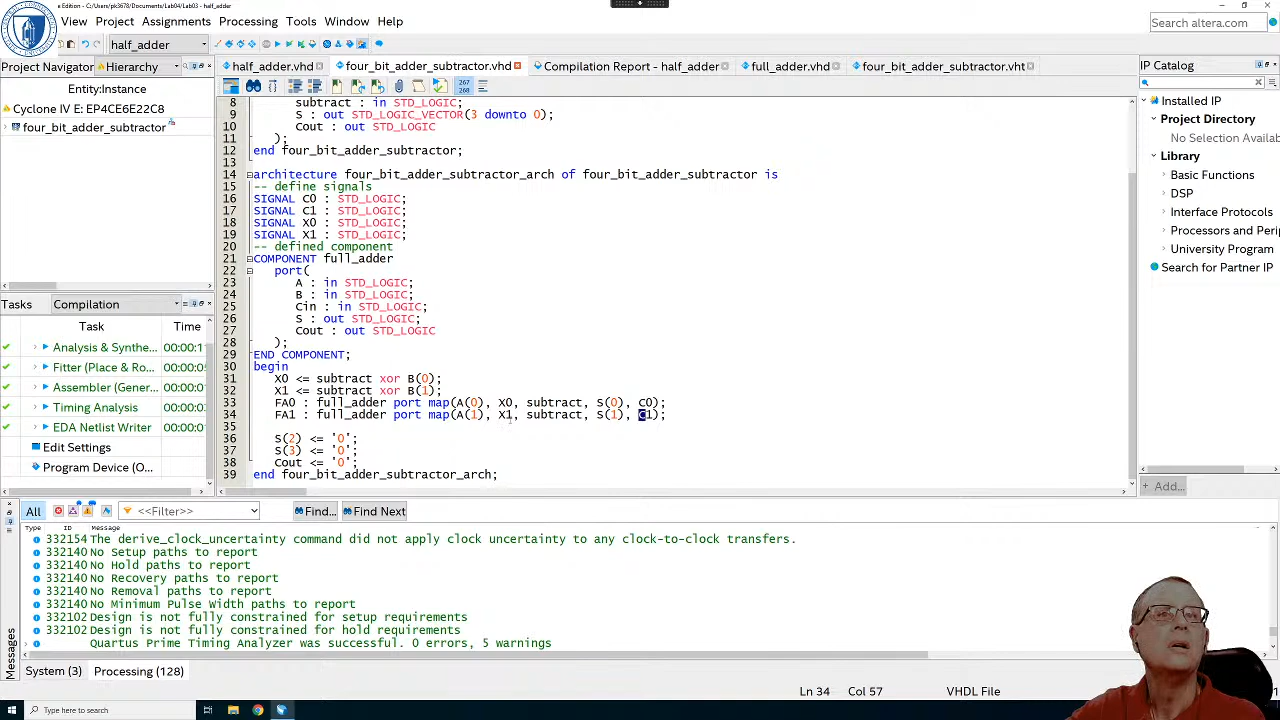 e Edition - C:/Users/pk3678/Documents/Lab04/Lab03 - half_adder
View Project Assignments Processing Tools Window Help
Search altera.com
half_adder
Project Navigator Hierarchy
half_adder.vhd four_bit_adder_subtractor.vhd Compilation Report - half_adder full_adder.vhd four_bit_adder_subtractor.vht
IP Catalog
Entity:Instance
Cyclone IV E: EP4CE6E22C8
four_bit_adder_subtractor
267
268
8 subtract : in STD_LOGIC;
9 S : out STD_LOGIC_VECTOR(3 downto 0);
10 Cout : out STD_LOGIC
11 );
12 end four_bit_adder_subtractor;
13
14 architecture four_bit_adder_subtractor_arch of four_bit_adder_subtractor is
15 -- define signals
16 SIGNAL C0 : STD_LOGIC;
17 SIGNAL C1 : STD_LOGIC;
18 SIGNAL X0 : STD_LOGIC;
19 SIGNAL X1 : STD_LOGIC;
20 -- defined component
21 COMPONENT full_adder
22 port(
23 A : in STD_LOGIC;
24 B : in STD_LOGIC;
25 Cin : in STD_LOGIC;
26 S : out STD_LOGIC;
27 Cout : out STD_LOGIC
28 );
29 END COMPONENT;
30 begin
31 X0 <= subtract xor B(0);
32 X1 <= subtract xor B(1);
33 FA0 : full_adder port map(A(0), X0, subtract, S(0), C0);
34 FA1 : full_adder port map(A(1), X1, subtract, S(1), C1);
35
36 S(2) <= '0';
37 S(3) <= '0';
38 Cout <= '0';
39 end four_bit_adder_subtractor_arch;
Installed IP
Project Directory
No Selection Availab
Library
Basic Functions
DSP
Interface Protocols
Processors and Perip
University Program
Search for Partner IP
+ Add...
Tasks Compilation
Task Time
Analysis & Synthe... 00:00:1
Fitter (Place & Ro... 00:00:0
Assembler (Gener... 00:00:0
Timing Analysis 00:00:0
EDA Netlist Writer 00:00:0
Edit Settings
Program Device (O...
All <<Filter>> Find... Find Next
Type ID Message
332154 The derive_clock_uncertainty command did not apply clock uncertainty to any clock-to-clock transfers.
332140 No Setup paths to report
332140 No Hold paths to report
332140 No Recovery paths to report
332140 No Removal paths to report
332140 No Minimum Pulse Width paths to report
332102 Design is not fully constrained for setup requirements
332102 Design is not fully constrained for hold requirements
Quartus Prime Timing Analyzer was successful. 0 errors, 5 warnings
Messages
System (3) Processing (128)
Ln 34 Col 57 VHDL File
Type here to search